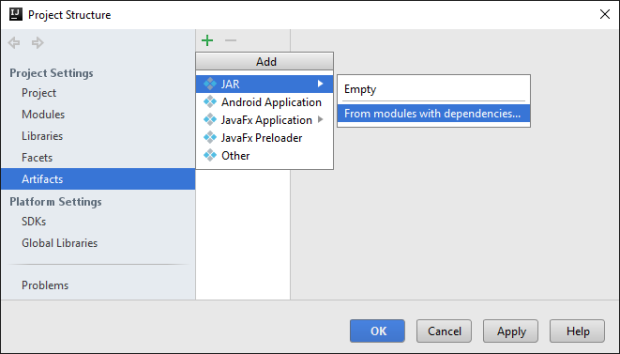 IJ Project Structure
Project Settings
Project
Modules
Libraries
Facets
Artifacts
Platform Settings
SDKs
Global Libraries
Problems
Add
JAR
Android Application
JavaFx Application
JavaFx Preloader
Other
Empty
From modules with dependencies...
OK
Cancel
Apply
Help